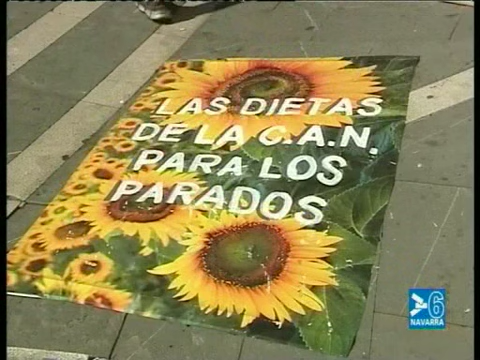 LAS DIETAS
DE LA C.A.N.
PARA LOS
PARADOS
6
NAVARRA